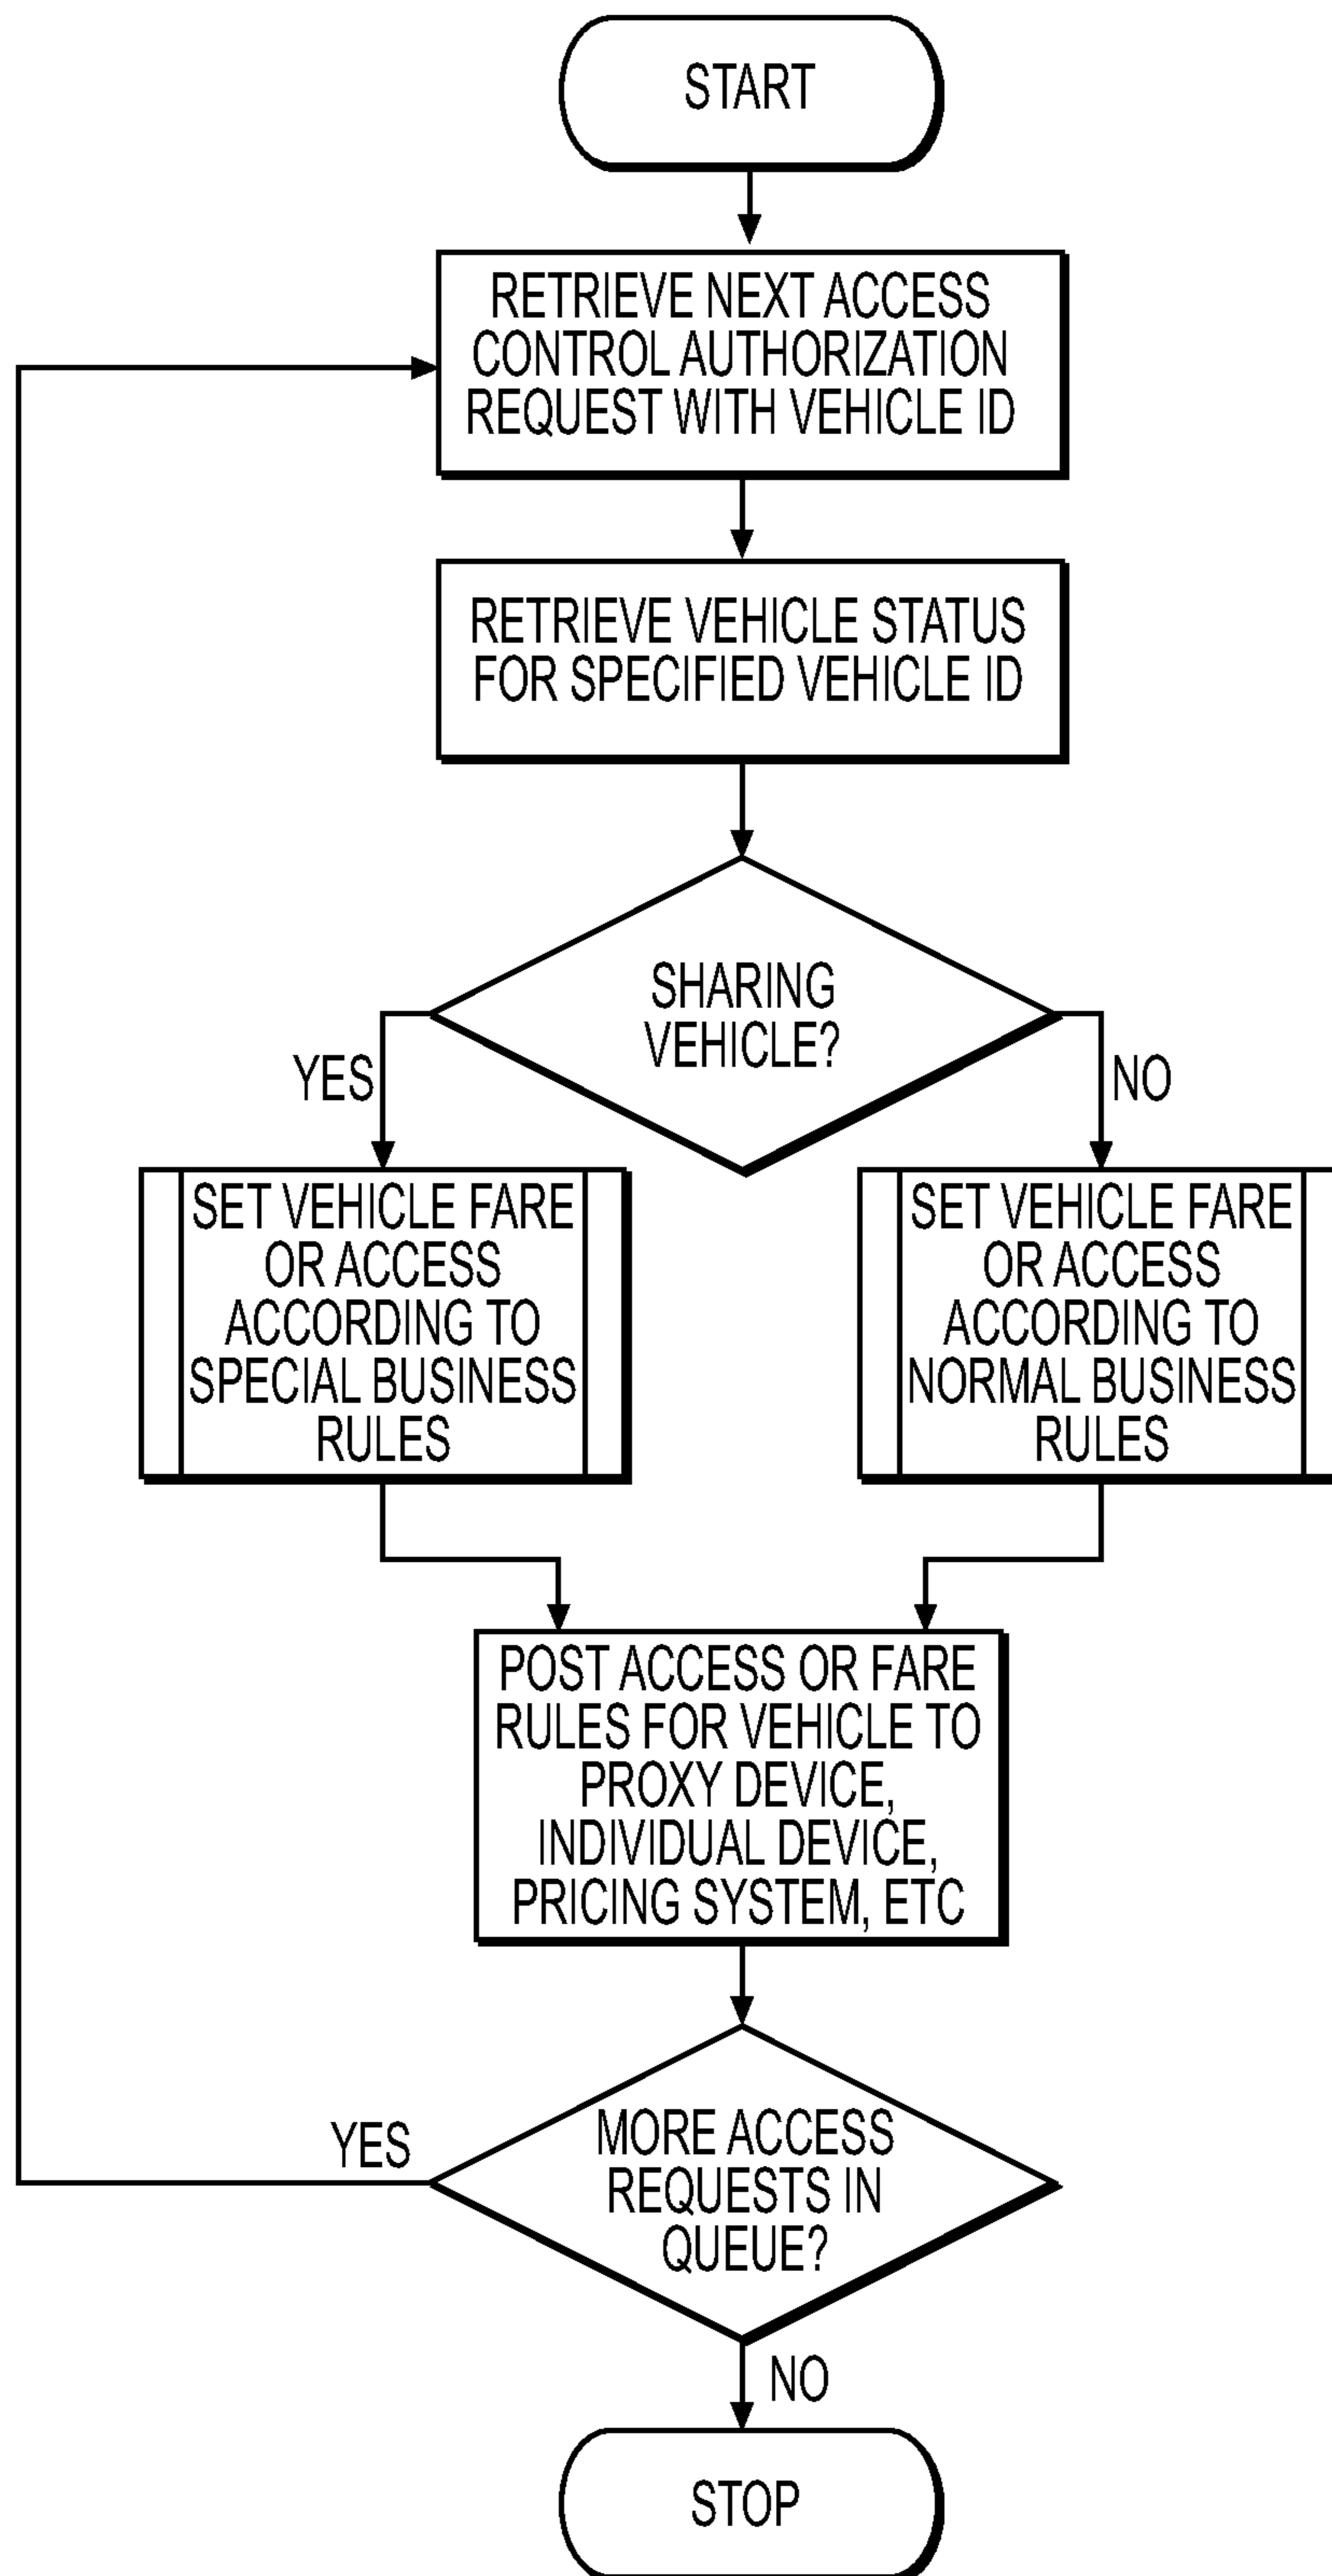 START
RETRIEVE NEXT ACCESS
CONTROL AUTHORIZATION
REQUEST WITH VEHICLE ID
RETRIEVE VEHICLE STATUS
FOR SPECIFIED VEHICLE ID
SHARING
VEHICLE?
YES
NO
SET VEHICLE FARE
OR ACCESS
ACCORDING TO
SPECIAL BUSINESS
RULES
SET VEHICLE FARE
OR ACCESS
ACCORDING TO
NORMAL BUSINESS
RULES
POST ACCESS OR FARE
RULES FOR VEHICLE TO
PROXY DEVICE,
INDIVIDUAL DEVICE,
PRICING SYSTEM, ETC
MORE ACCESS
REQUESTS IN
QUEUE?
YES
NO
STOP